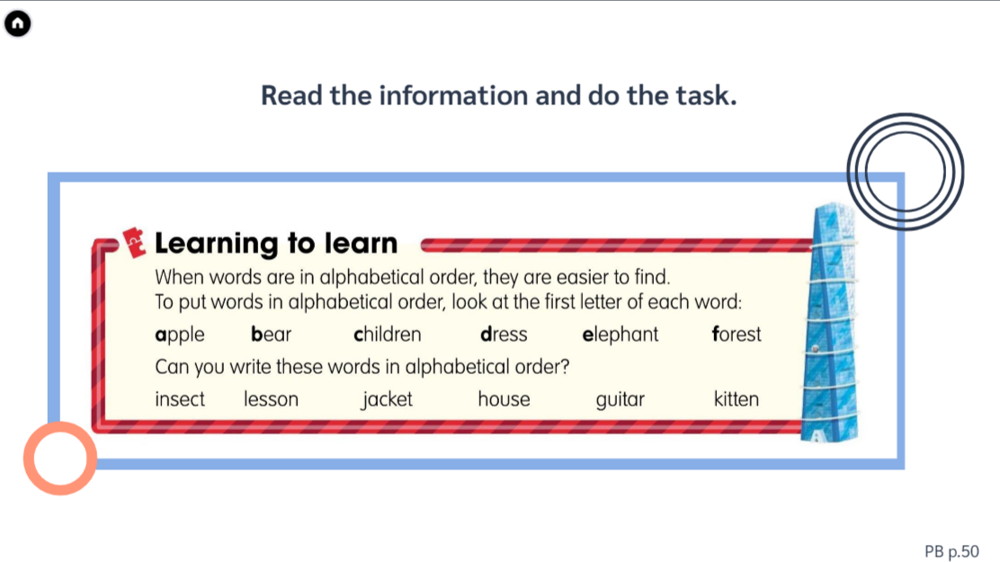 Read the information and do the task.
Learning to learn
When words are in alphabetical order, they are easier to find.
To put words in alphabetical order, look at the first letter of each word:
apple bear children dress elephant forest
Can you write these words in alphabetical order?
insect lesson jacket house guitar kitten
PB p.50